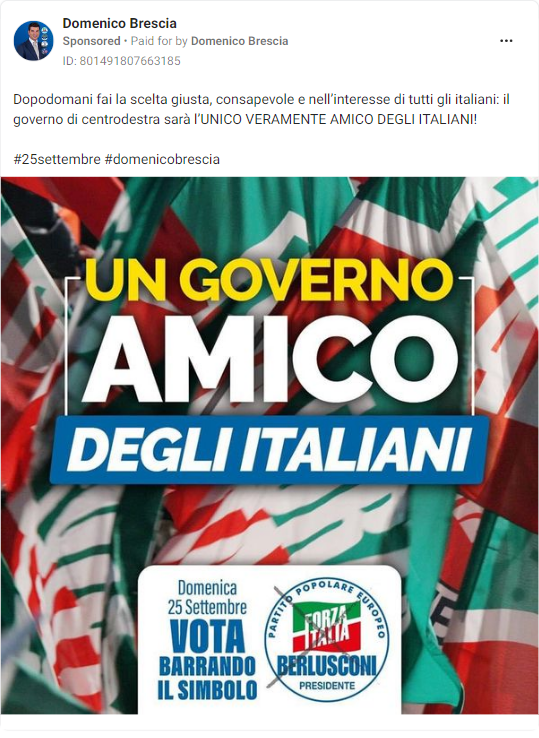 Domenico Brescia
Sponsored • Paid for by Domenico Brescia
ID: 801491807663185
Dopodomani fai la scelta giusta, consapevole e nell'interesse di tutti gli italiani: il
governo di centrodestra sarà l'UNICO VERAMENTE AMICO DEGLI ITALIANI!
#25settembre #domenicobrescia
UN GOVERNO
AMICO
DEGLI ITALIANI
Domenica
25 Settembre
VOTA
BARRANDO
IL SIMBOLO
PARTITO POPOLARE EUROPEO
FORZA
ITALIA
BERLUSCONI
PRESIDENTE